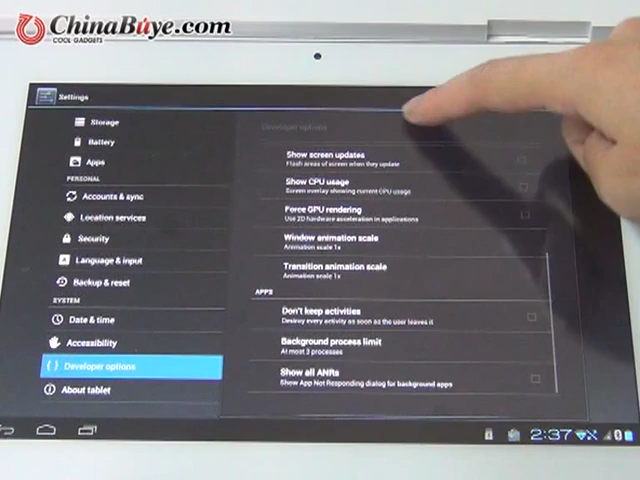 ChinaBuye.com
COOL GADGETS
Settings
Storage
Battery
Apps
PERSONAL
Accounts & sync
Location services
Security
Language & input
Backup & reset
SYSTEM
Date & time
Accessibility
{ } Developer options
About tablet
Developer options
Show screen updates
Flash areas of screen when they update
Show CPU usage
Screen overlay showing current CPU usage
Force GPU rendering
Use 2D hardware acceleration in applications
Window animation scale
Animation scale 1x
Transition animation scale
Animation scale 1x
APPS
Don't keep activities
Destroy every activity as soon as the user leaves it
Background process limit
At most 3 processes
Show all ANRs
Show App Not Responding dialog for background apps
2:37